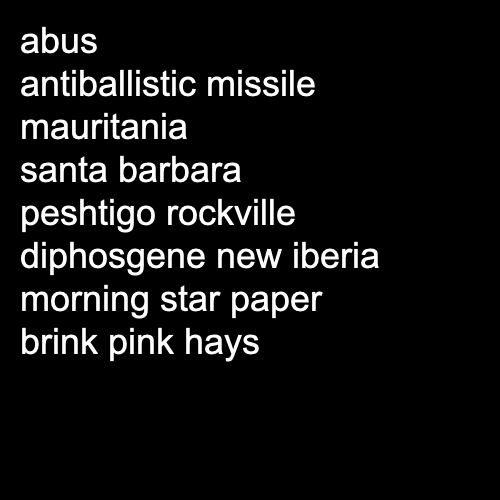 abus
antiballistic missile
mauritania
santa barbara
peshtigo rockville
diphosgene new iberia
morning star paper
brink pink hays